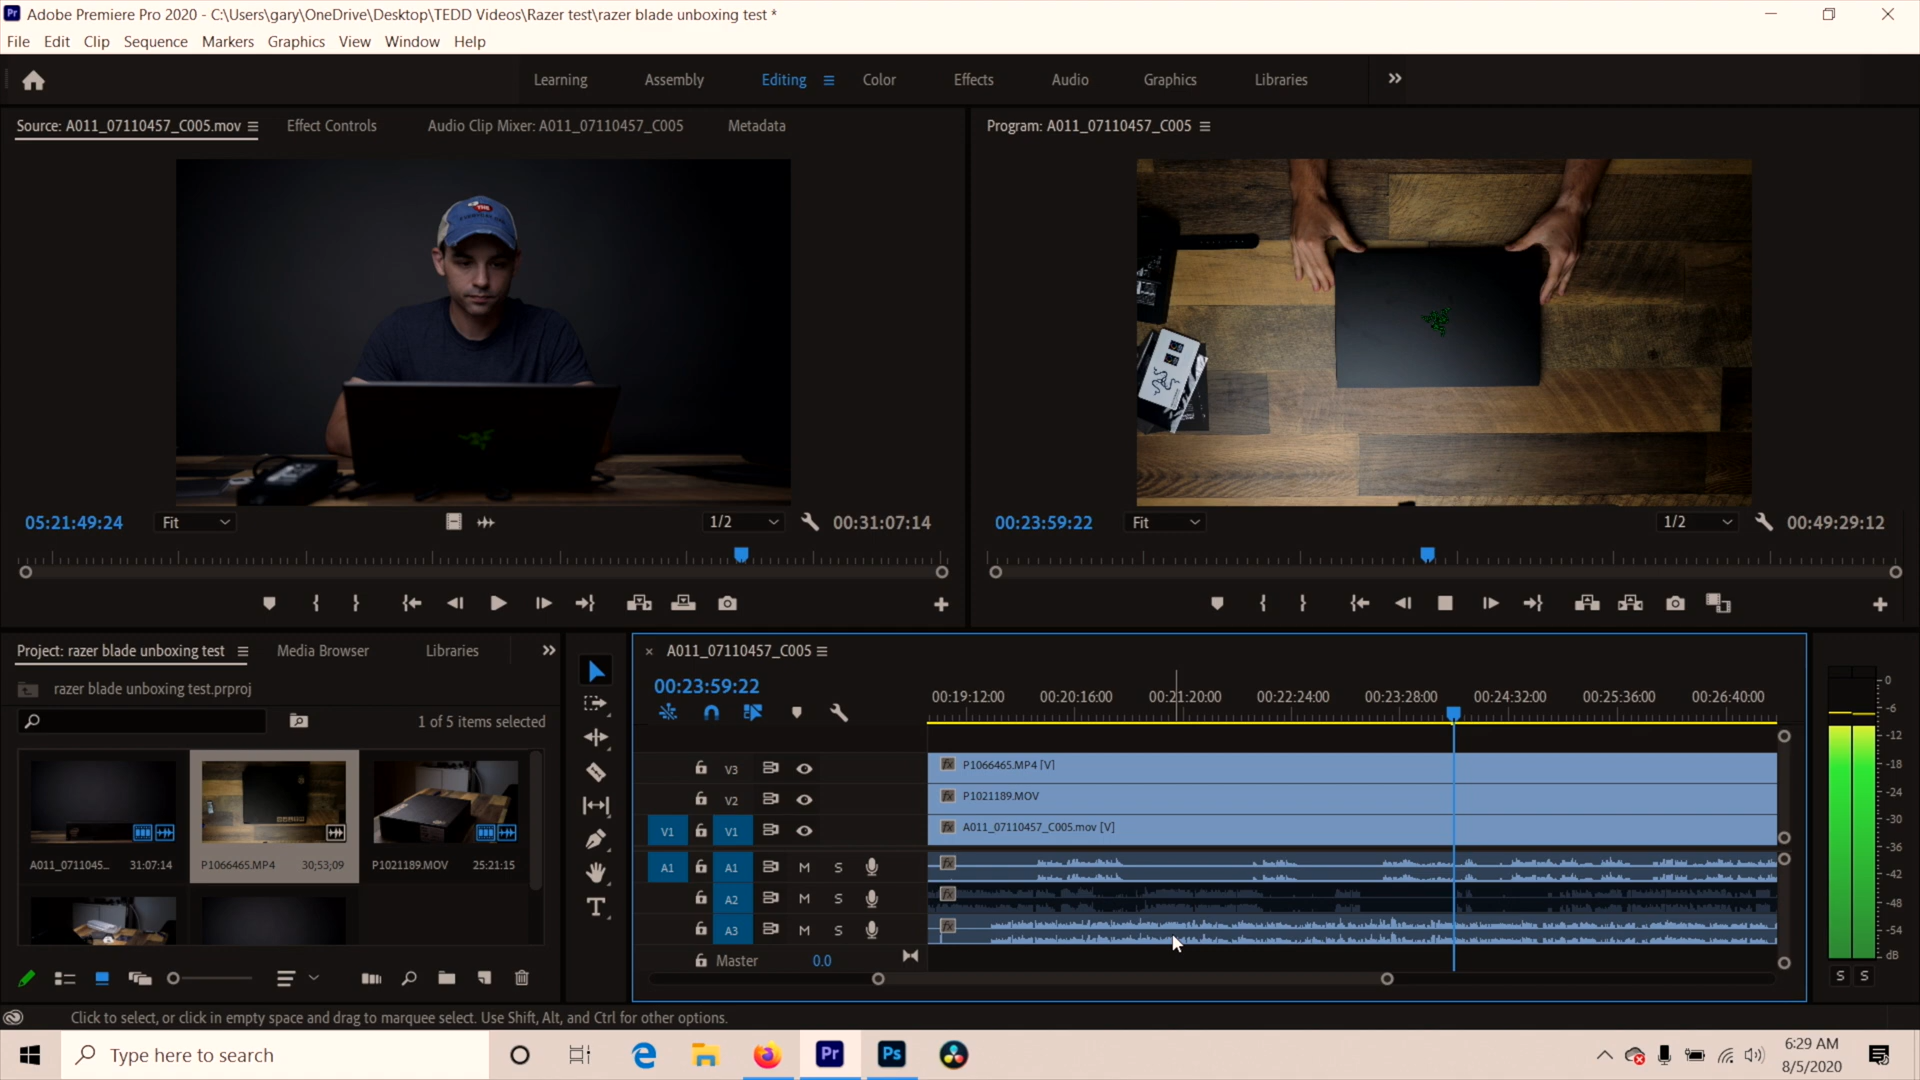 Pr Adobe Premiere Pro 2020 - C:\Users\gary\OneDrive\Desktop\TEDD Videos\Razer test\razer blade unboxing test *
File Edit Clip Sequence Markers Graphics View Window Help
Learning Assembly Editing Color Effects Audio Graphics Libraries
Source: A011_07110457_C005.mov Effect Controls Audio Clip Mixer: A011_07110457_C005 Metadata
Program: A011_07110457_C005
05:21:49:24 Fit 1/2 00:31:07:14
00:23:59:22 Fit 1/2 00:49:29:12
Project: razer blade unboxing test Media Browser Libraries
razer blade unboxing test.prproj
1 of 5 items selected
A011_0711045... 31:07:14
P1066465.MP4 30;53;09
P1021189.MOV 25:21:15
A011_07110457_C005
00:23:59:22
00:19:12:00 00:20:16:00 00:21:20:00 00:22:24:00 00:23:28:00 00:24:32:00 00:25:36:00 00:26:40:00
V3 fx P1066465.MP4 [V]
V2 fx P1021189.MOV
V1 V1 fx A011_07110457_C005.mov [V]
A1 A1 M S fx
A2 M S fx
A3 M S fx
Master 0.0
0
-6
-12
-18
-24
-30
-36
-42
-48
-54
dB
S S
Click to select, or click in empty space and drag to marquee select. Use Shift, Alt, and Ctrl for other options.
Type here to search
Pr Ps
6:29 AM
8/5/2020